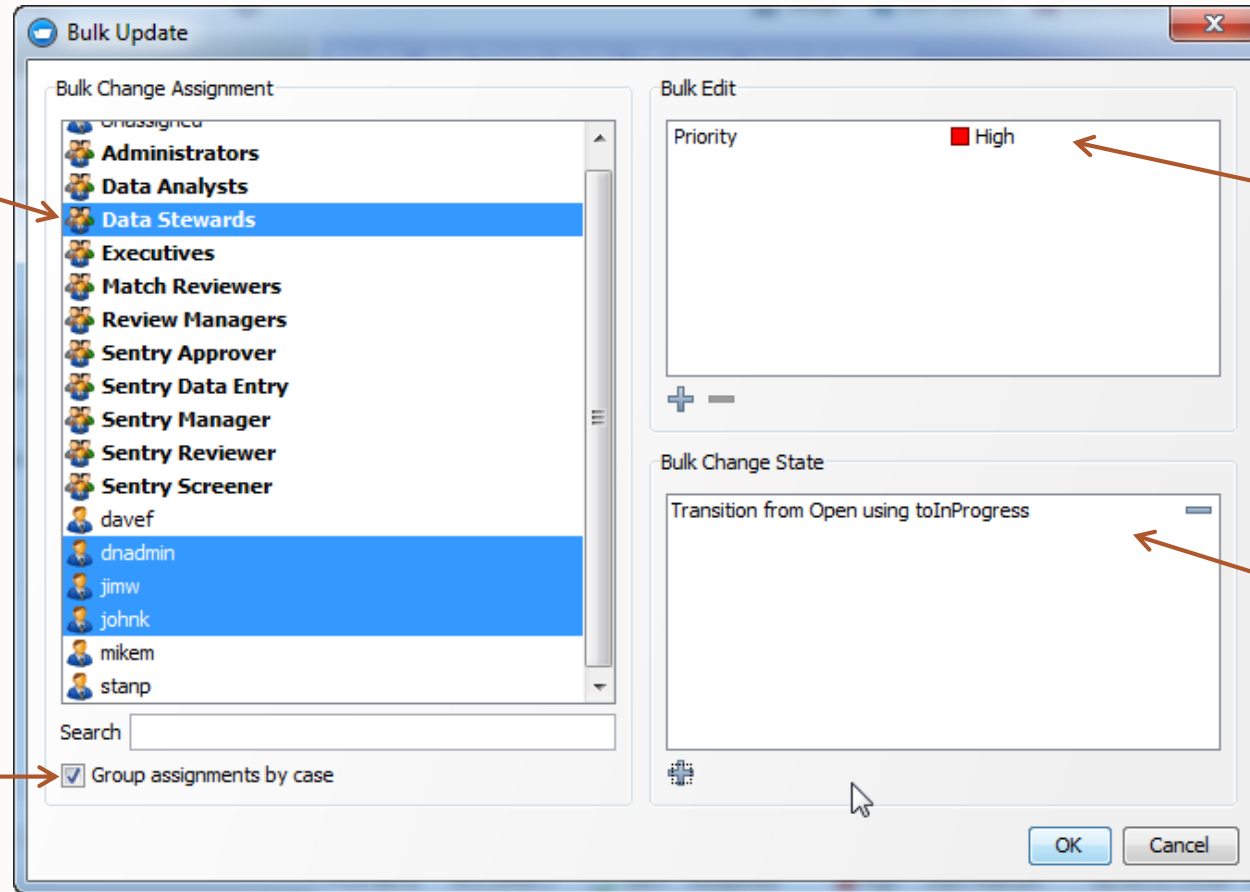 Bulk Update
Bulk Change Assignment
Unassigned
Administrators
Data Analysts
Data Stewards
Executives
Match Reviewers
Review Managers
Sentry Approver
Sentry Data Entry
Sentry Manager
Sentry Reviewer
Sentry Screener
davef
dnadmin
jimw
johnk
mikem
stanp
Search
Group assignments by case
Bulk Edit
Priority High
Bulk Change State
Transition from Open using toInProgress
OK Cancel